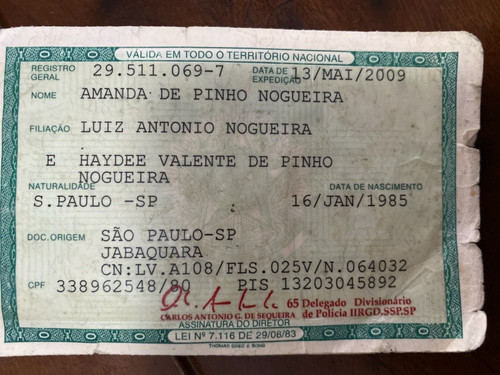 VÁLIDA EM TODO O TERRITÓRIO NACIONAL
REGISTRO GERAL 29.511.069-7 DATA DE EXPEDIÇÃO 13/MAI/2009
NOME AMANDA DE PINHO NOGUEIRA
FILIAÇÃO LUIZ ANTONIO NOGUEIRA
E HAYDEE VALENTE DE PINHO
NOGUEIRA
NATURALIDADE DATA DE NASCIMENTO
S.PAULO -SP 16/JAN/1985
DOC. ORIGEM SÃO PAULO-SP
JABAQUARA
CN:LV.A108/FLS.025V/N.064032
CPF 338962548/80 PIS 13203045892
65 Delegado Divisionário
CARLOS ANTONIO G. DE SEQUEIRA de Polícia IIRGD.SSP.SP
ASSINATURA DO DIRETOR
LEI Nº 7.116 DE 29/08/83